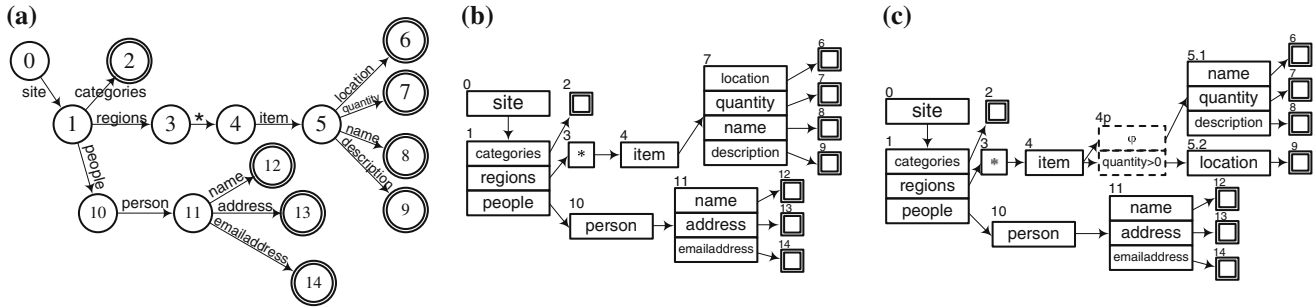 (a)
0
site
2
categories
1
regions
3
*
4
item
5
location
6
quantity
7
name
8
description
9
people
10
person
11
name
12
address
13
emailaddress
14
(b)
0
site
1
categories
regions
people
2
3
*
4
item
7
location
quantity
name
description
6
7
8
9
10
person
11
name
address
emailaddress
12
13
14
(c)
0
site
1
categories
regions
people
2
3
*
4
item
4p
φ
quantity>0
5.1
name
quantity
description
6
7
8
5.2
location
9
10
person
11
name
address
emailaddress
12
13
14